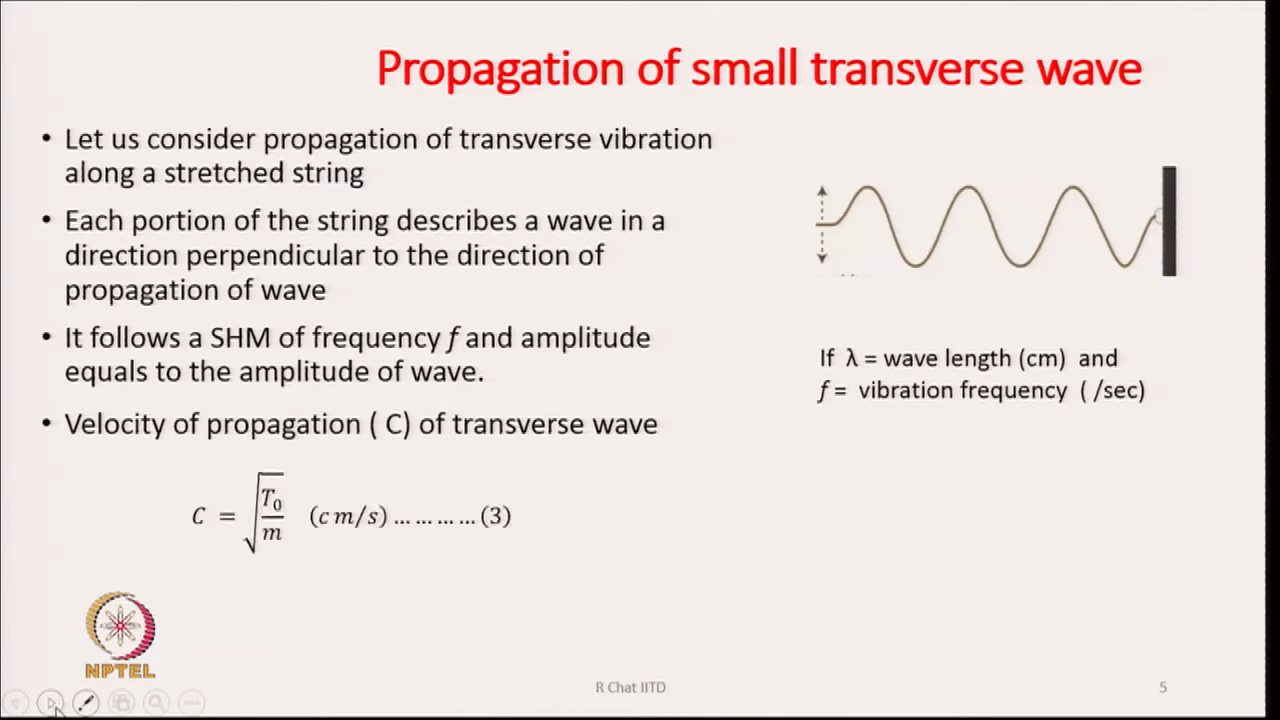 Propagation of small transverse wave
• Let us consider propagation of transverse vibration
along a stretched string
• Each portion of the string describes a wave in a
direction perpendicular to the direction of
propagation of wave
• It follows a SHM of frequency f and amplitude
equals to the amplitude of wave.
• Velocity of propagation ( C) of transverse wave
C = √(T₀/m) (c m/s) ... ... ... ... (3)
If λ = wave length (cm) and
f = vibration frequency ( /sec)
NPTEL
R Chat IITD
5